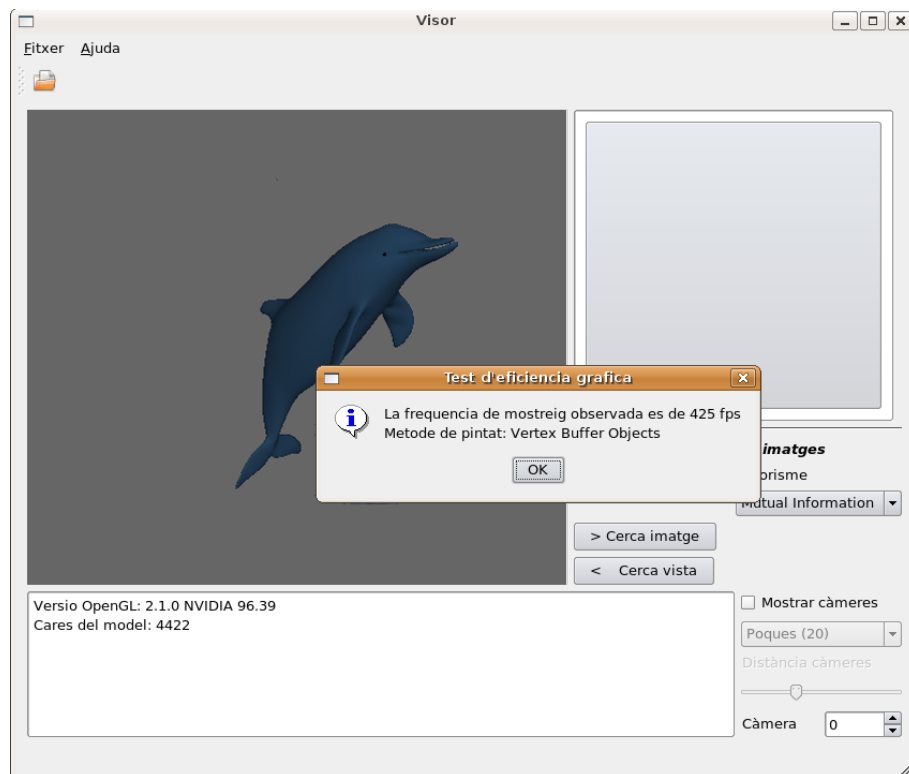 Visor
Fitxer Ajuda
Test d'eficiencia grafica
La frequencia de mostreig observada es de 425 fps
Metode de pintat: Vertex Buffer Objects
OK
imatges
Mutual Information
> Cerca imatge
< Cerca vista
Versio OpenGL: 2.1.0 NVIDIA 96.39
Cares del model: 4422
Mostrar càmeres
Poques (20)
Distància càmeres
Càmera 0